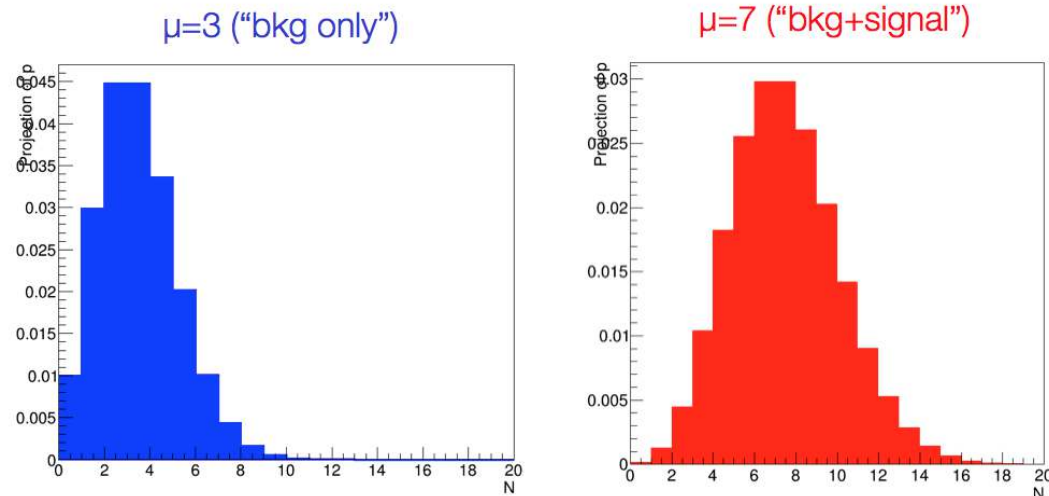 μ=3 ("bkg only")
Projection of p
0.045
0.04
0.035
0.03
0.025
0.02
0.015
0.01
0.005
0
0 2 4 6 8 10 12 14 16 18 20
N
μ=7 ("bkg+signal")
Projection of p
0.03
0.025
0.02
0.015
0.01
0.005
0
0 2 4 6 8 10 12 14 16 18 20
N